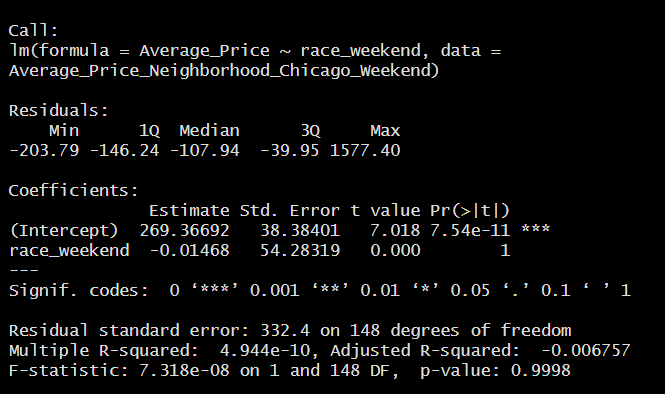 Call:
lm(formula = Average_Price ~ race_weekend, data =
Average_Price_Neighborhood_Chicago_Weekend)

Residuals:
    Min      1Q  Median      3Q     Max
-203.79 -146.24 -107.94  -39.95 1577.40

Coefficients:
              Estimate Std. Error t value Pr(>|t|)
(Intercept)  269.36692   38.38401   7.018 7.54e-11 ***
race_weekend  -0.01468   54.28319   0.000        1
---
Signif. codes:  0 ‘***’ 0.001 ‘**’ 0.01 ‘*’ 0.05 ‘.’ 0.1 ‘ ’ 1

Residual standard error: 332.4 on 148 degrees of freedom
Multiple R-squared:  4.944e-10, Adjusted R-squared:  -0.006757
F-statistic: 7.318e-08 on 1 and 148 DF,  p-value: 0.9998